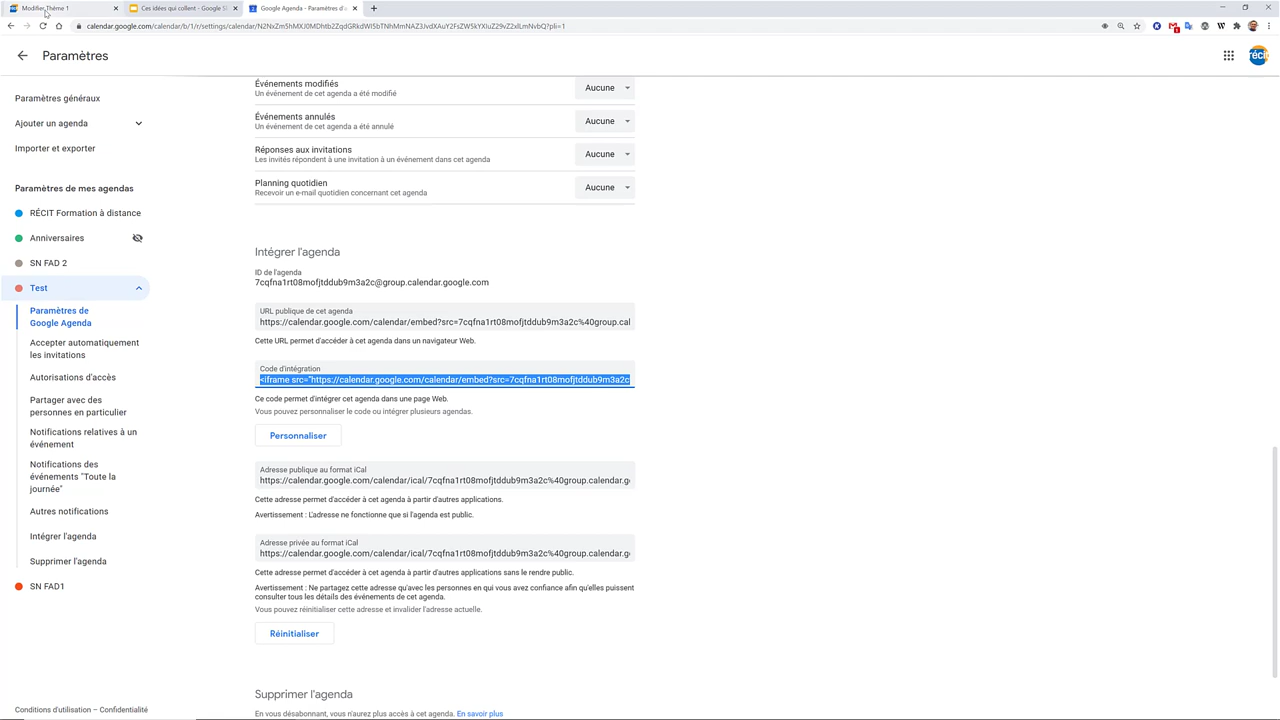 Modifier Thème 1
Ces idées qui collent - Google Sl
Google Agenda - Paramètres d'a
Paramètres
récit
Paramètres généraux
Ajouter un agenda
Importer et exporter
Paramètres de mes agendas
RÉCIT Formation à distance
Anniversaires
SN FAD 2
Test
Paramètres de
Google Agenda
Accepter automatiquement
les invitations
Autorisations d'accès
Partager avec des
personnes en particulier
Notifications relatives à un
événement
Notifications des
événements "Toute la
journée"
Autres notifications
Intégrer l'agenda
Supprimer l'agenda
SN FAD1
Conditions d'utilisation – Confidentialité
Événements modifiés
Un événement de cet agenda a été modifié
Aucune
Événements annulés
Un événement de cet agenda a été annulé
Aucune
Réponses aux invitations
Les invités répondent à une invitation à un événement dans cet agenda
Aucune
Planning quotidien
Recevoir un e-mail quotidien concernant cet agenda
Aucune
Intégrer l'agenda
ID de l'agenda
7cqfna1rt08mofjtddub9m3a2c@group.calendar.google.com
URL publique de cet agenda
https://calendar.google.com/calendar/embed?src=7cqfna1rt08mofjtddub9m3a2c%40group.cal
Cette URL permet d'accéder à cet agenda dans un navigateur Web.
Code d'intégration
<iframe src="https://calendar.google.com/calendar/embed?src=7cqfna1rt08mofjtddub9m3a2c
Ce code permet d'intégrer cet agenda dans une page Web.
Vous pouvez personnaliser le code ou intégrer plusieurs agendas.
Personnaliser
Adresse publique au format iCal
https://calendar.google.com/calendar/ical/7cqfna1rt08mofjtddub9m3a2c%40group.calendar.g
Cette adresse permet d'accéder à cet agenda à partir d'autres applications.
Avertissement : L'adresse ne fonctionne que si l'agenda est public.
Adresse privée au format iCal
https://calendar.google.com/calendar/ical/7cqfna1rt08mofjtddub9m3a2c%40group.calendar.g
Cette adresse permet d'accéder à cet agenda à partir d'autres applications sans le rendre public.
Avertissement : Ne partagez cette adresse qu'avec les personnes en qui vous avez confiance afin qu'elles puissent
consulter tous les détails des événements de cet agenda.
Vous pouvez réinitialiser cette adresse et invalider l'adresse actuelle.
Réinitialiser
Supprimer l'agenda
En vous désabonnant, vous n'aurez plus accès à cet agenda. En savoir plus